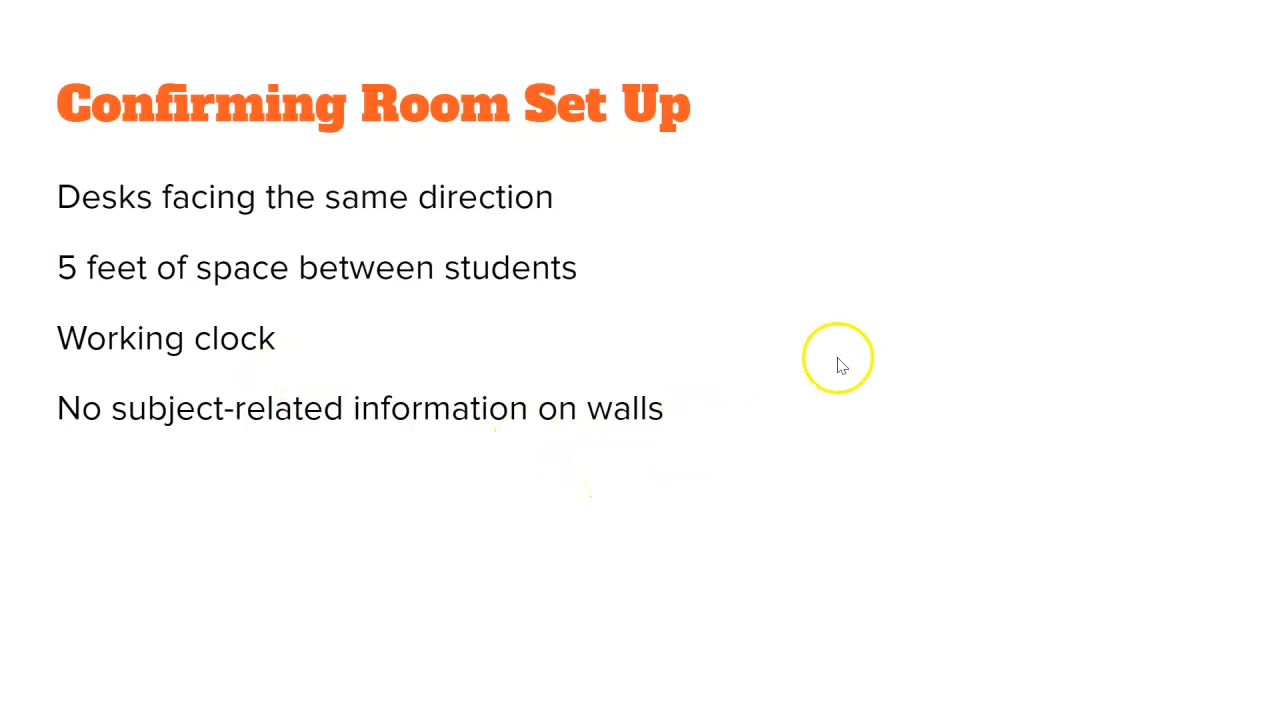 Confirming Room Set Up
Desks facing the same direction
5 feet of space between students
Working clock
No subject-related information on walls